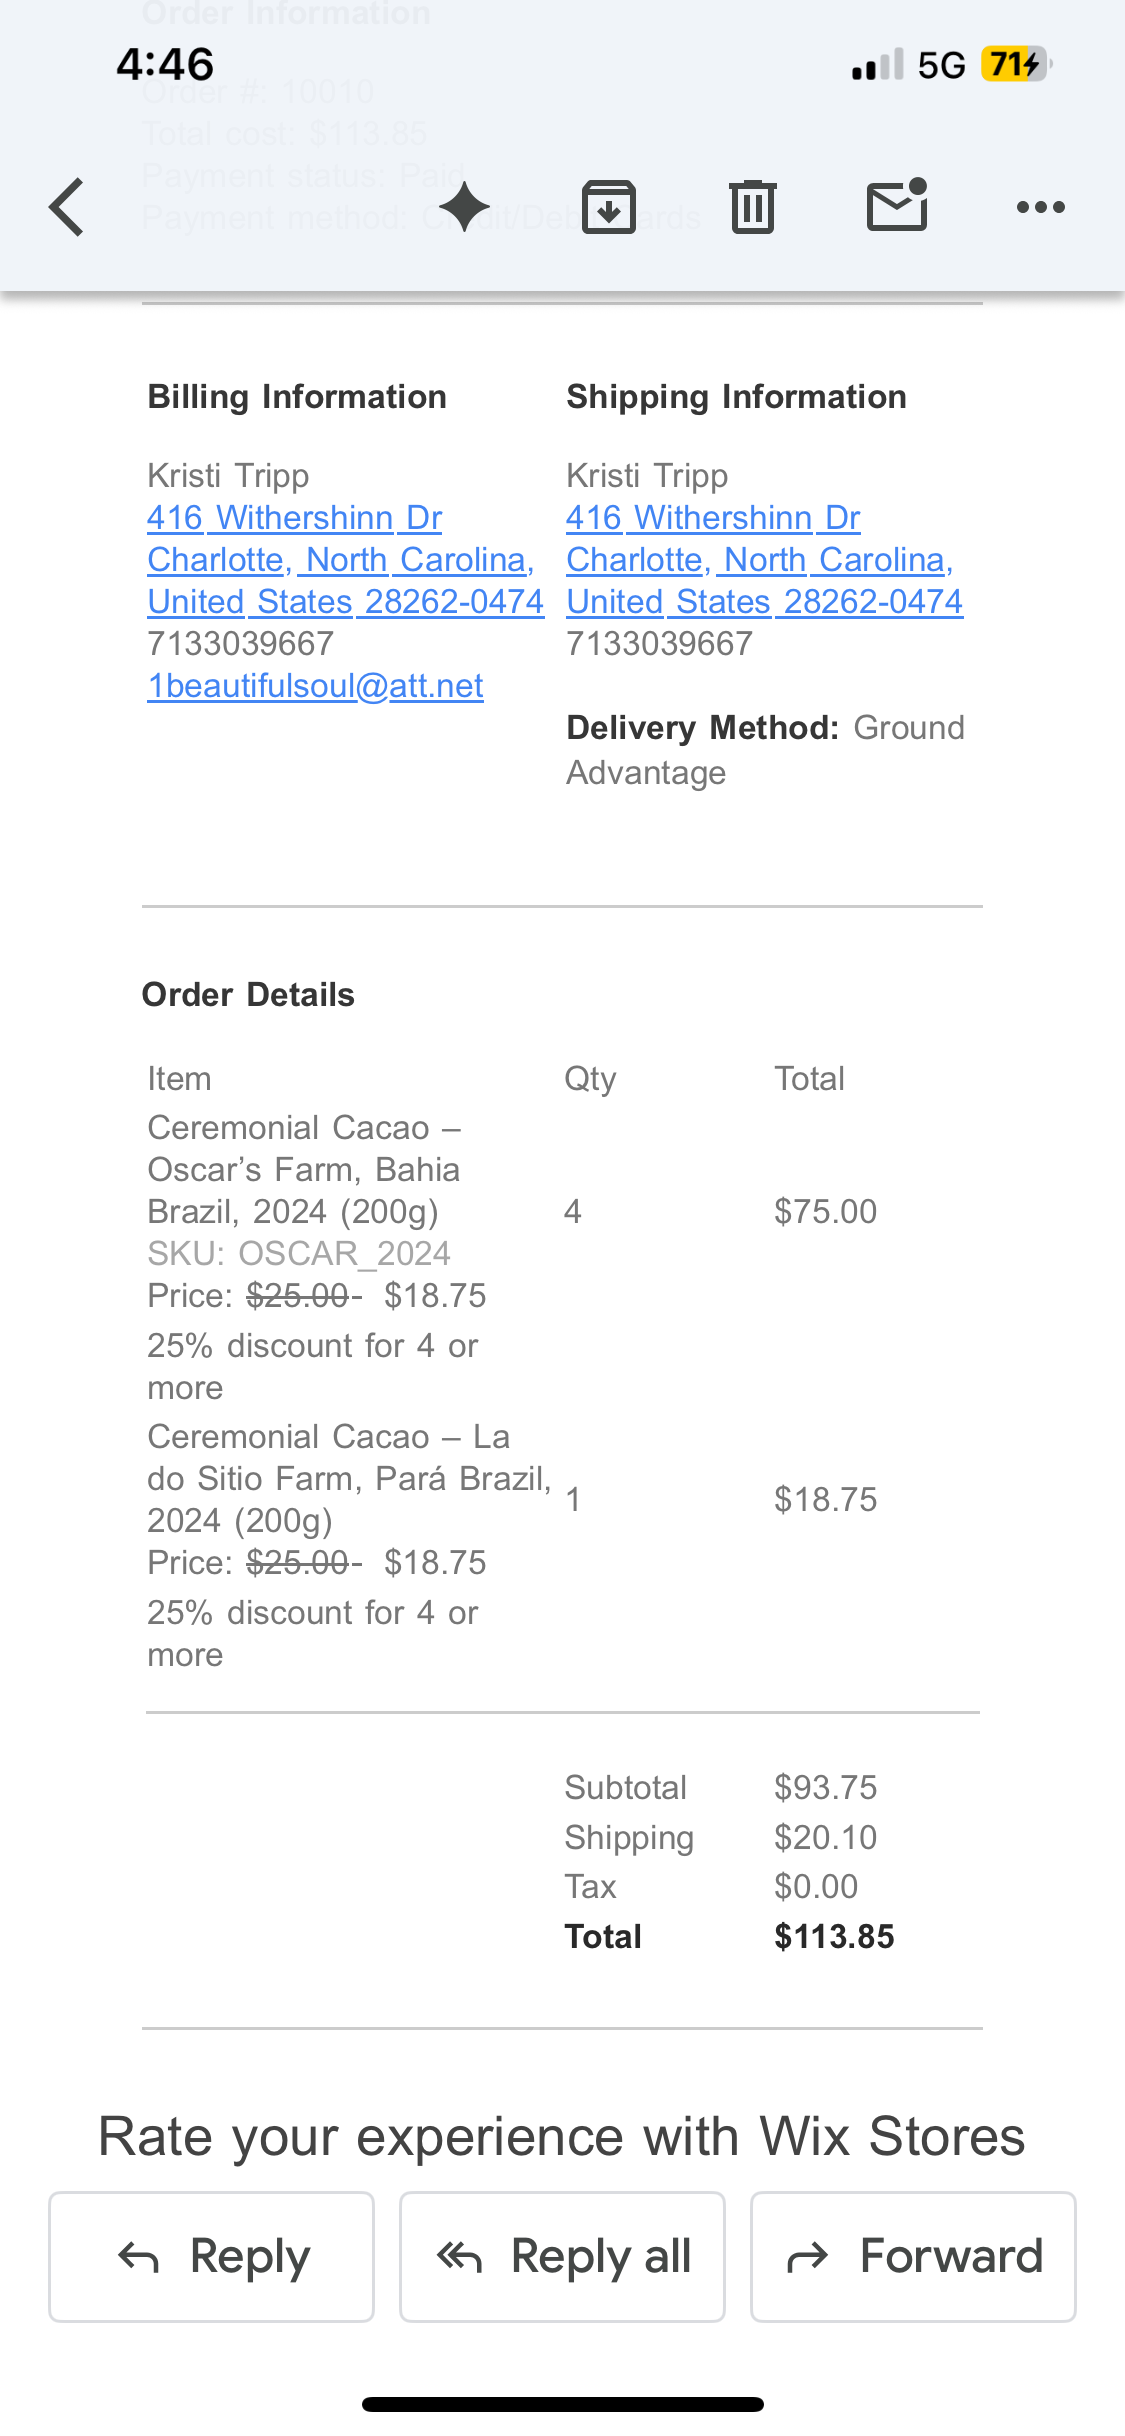 Order Information
4:46
5G
71
Order #: 10010
Total cost: $113.85
Payment status: Paid
Payment method: Credit/Debit Cards
Billing Information
Kristi Tripp
416 Withershinn Dr
Charlotte, North Carolina,
United States 28262-0474
7133039667
1beautifulsoul@att.net
Shipping Information
Kristi Tripp
416 Withershinn Dr
Charlotte, North Carolina,
United States 28262-0474
7133039667
Delivery Method: Ground
Advantage
Order Details
Item Qty Total
Ceremonial Cacao –
Oscar’s Farm, Bahia
Brazil, 2024 (200g) 4 $75.00
SKU: OSCAR_2024
Price: $25.00- $18.75
25% discount for 4 or
more
Ceremonial Cacao – La
do Sitio Farm, Pará Brazil, 1 $18.75
2024 (200g)
Price: $25.00- $18.75
25% discount for 4 or
more
Subtotal $93.75
Shipping $20.10
Tax $0.00
Total $113.85
Rate your experience with Wix Stores
Reply
Reply all
Forward